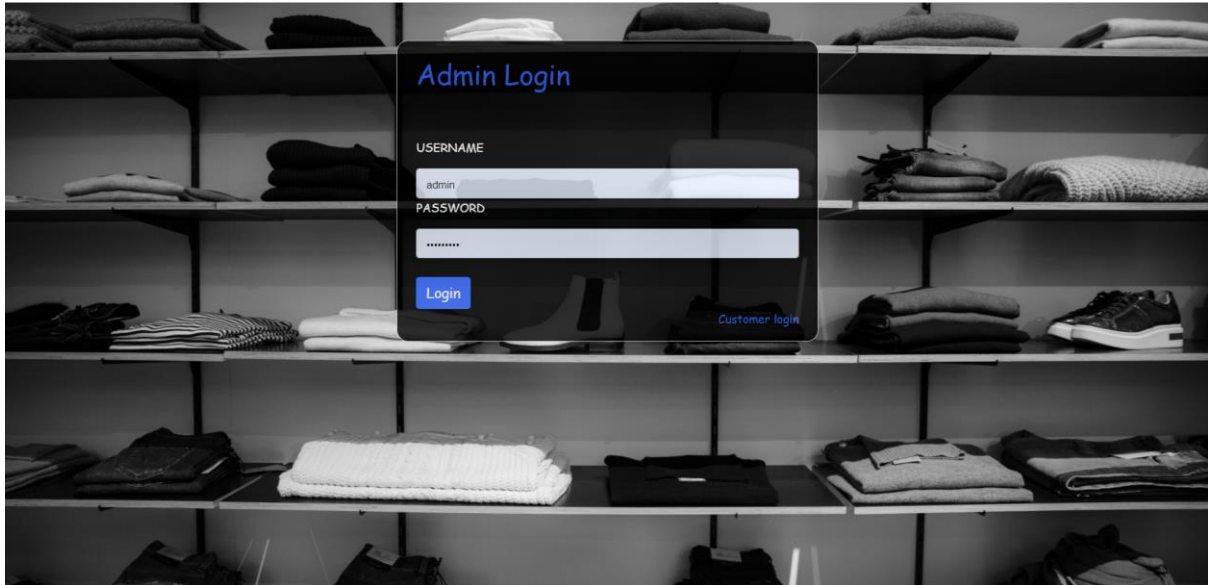 Admin Login
USERNAME
admin
PASSWORD
•••••••••
Login
Customer login